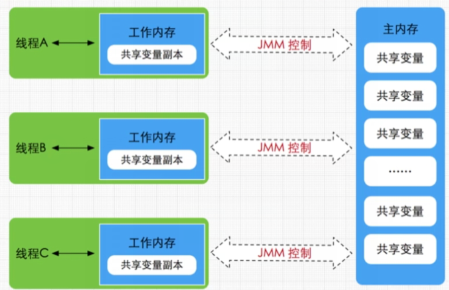 线程A
工作内存
共享变量副本
JMM 控制
线程B
工作内存
共享变量副本
JMM 控制
线程C
工作内存
共享变量副本
JMM 控制
主内存
共享变量
共享变量
共享变量
······
共享变量
共享变量